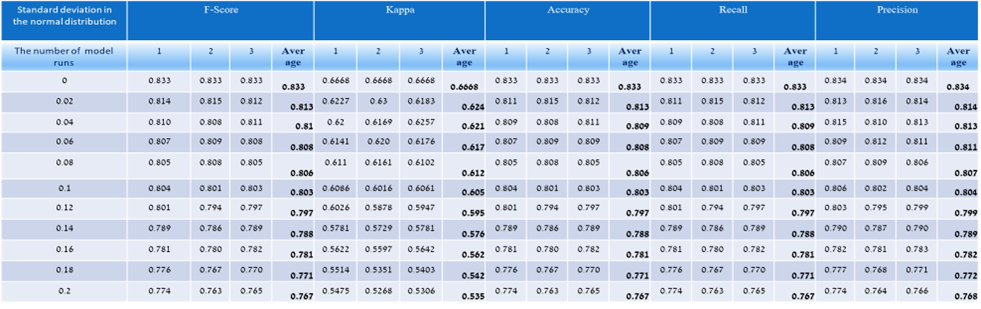 Standard deviation in the normal distribution F-Score Kappa Accuracy Recall Precision
The number of model runs 1 2 3 Average 1 2 3 Average 1 2 3 Average 1 2 3 Average 1 2 3 Average
0 0.833 0.833 0.833 0.833 0.6668 0.6668 0.6668 0.6668 0.833 0.833 0.833 0.833 0.833 0.833 0.833 0.833 0.834 0.834 0.834 0.834
0.02 0.814 0.815 0.812 0.813 0.6227 0.63 0.6183 0.624 0.811 0.815 0.812 0.813 0.811 0.815 0.812 0.813 0.813 0.816 0.814 0.814
0.04 0.810 0.808 0.811 0.81 0.62 0.6169 0.6257 0.621 0.809 0.808 0.811 0.809 0.809 0.808 0.811 0.809 0.815 0.810 0.813 0.813
0.06 0.807 0.809 0.808 0.808 0.6141 0.620 0.6176 0.617 0.807 0.809 0.809 0.808 0.807 0.809 0.809 0.808 0.809 0.812 0.811 0.811
0.08 0.805 0.808 0.805 0.806 0.611 0.6161 0.6102 0.612 0.805 0.808 0.805 0.806 0.805 0.808 0.805 0.806 0.807 0.809 0.806 0.807
0.1 0.804 0.801 0.803 0.803 0.6086 0.6016 0.6061 0.605 0.804 0.801 0.803 0.803 0.804 0.801 0.803 0.803 0.806 0.802 0.804 0.804
0.12 0.801 0.794 0.797 0.797 0.6026 0.5878 0.5947 0.595 0.801 0.794 0.797 0.797 0.801 0.794 0.797 0.797 0.803 0.795 0.799 0.799
0.14 0.789 0.786 0.789 0.788 0.5781 0.5729 0.5781 0.576 0.789 0.786 0.789 0.788 0.789 0.786 0.789 0.788 0.790 0.787 0.790 0.789
0.16 0.781 0.780 0.782 0.781 0.5622 0.5597 0.5642 0.562 0.781 0.780 0.782 0.781 0.781 0.780 0.782 0.781 0.782 0.781 0.783 0.782
0.18 0.776 0.767 0.770 0.771 0.5514 0.5351 0.5403 0.542 0.776 0.767 0.770 0.771 0.776 0.767 0.770 0.771 0.777 0.768 0.771 0.772
0.2 0.774 0.763 0.765 0.767 0.5475 0.5268 0.5306 0.535 0.774 0.763 0.765 0.767 0.774 0.763 0.765 0.767 0.774 0.764 0.766 0.768